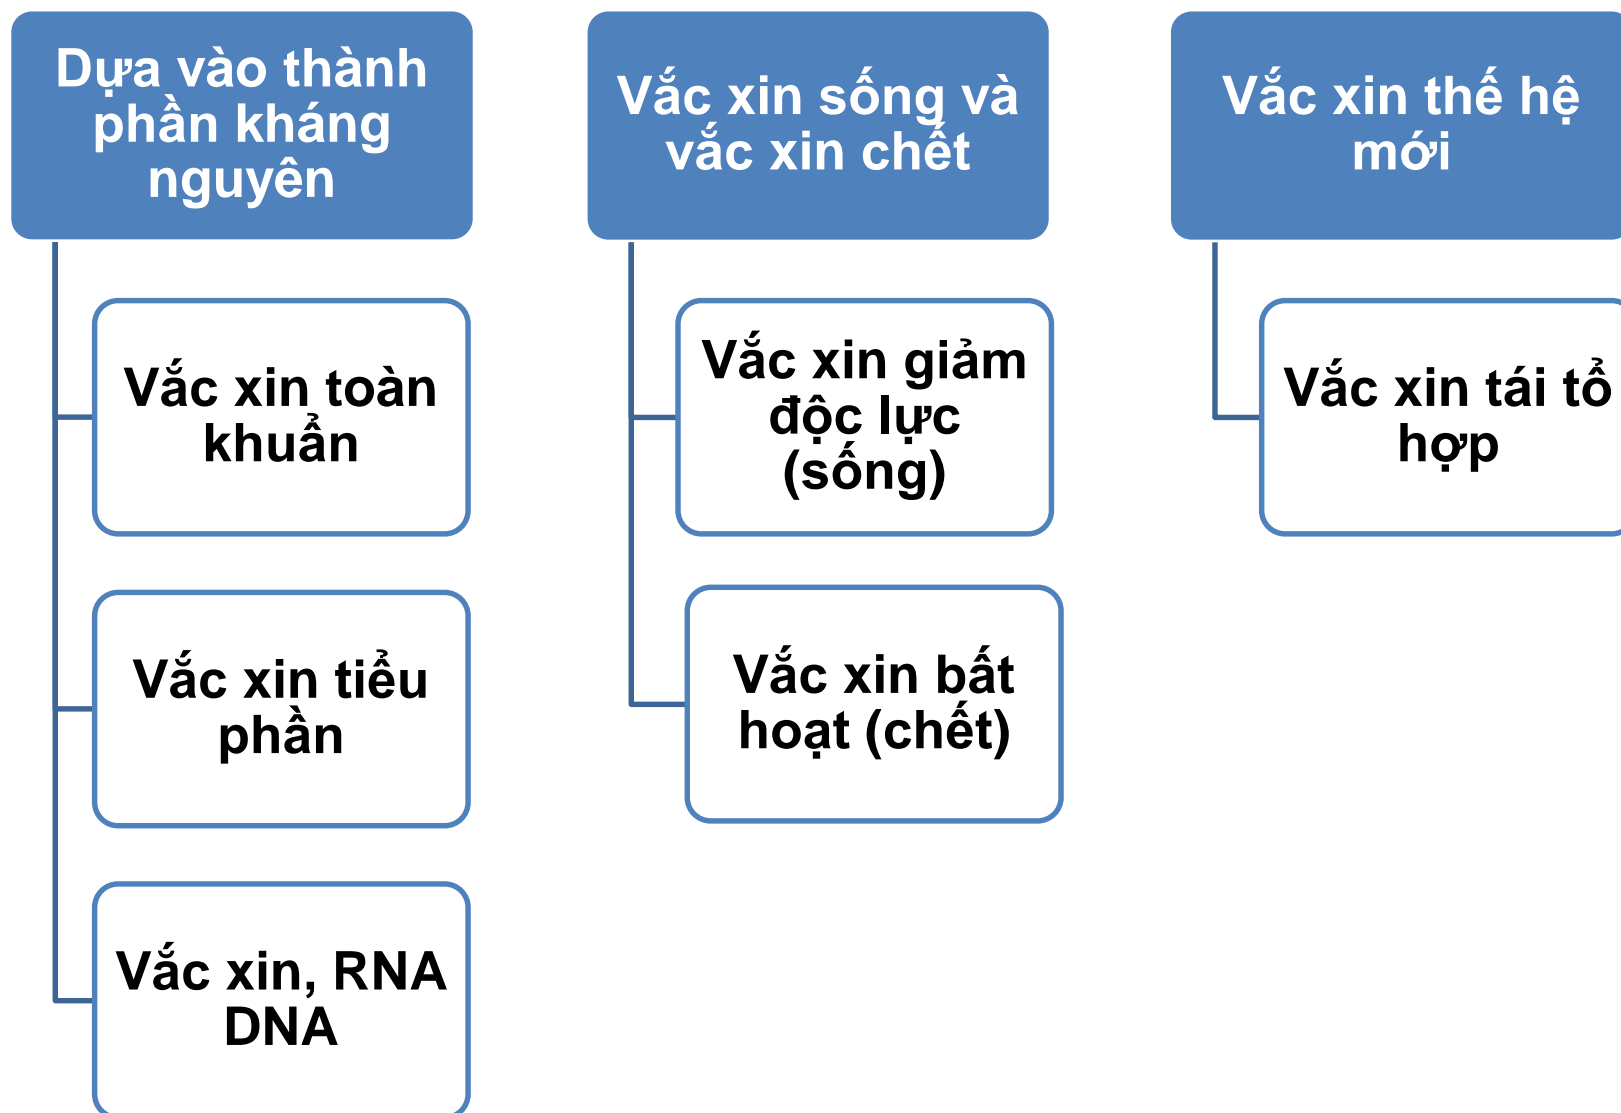 Dựa vào thành
phần kháng
nguyên
Vắc xin toàn
khuẩn
Vắc xin tiểu
phần
Vắc xin, RNA
DNA
Vắc xin sống và
vắc xin chết
Vắc xin giảm
độc lực
(sống)
Vắc xin bất
hoạt (chết)
Vắc xin thế hệ
mới
Vắc xin tái tổ
hợp